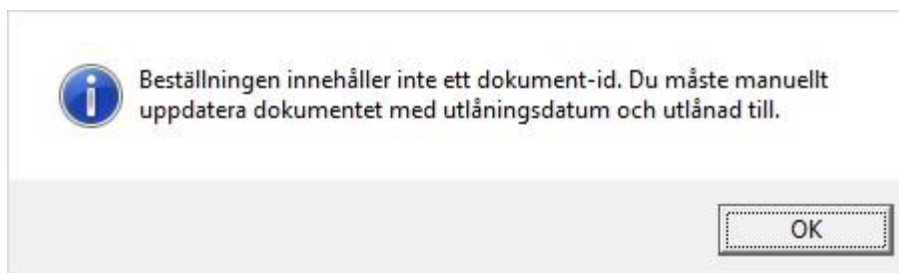 Beställningen innehåller inte ett dokument-id. Du måste manuellt
uppdatera dokumentet med utlåningsdatum och utlånad till.
OK